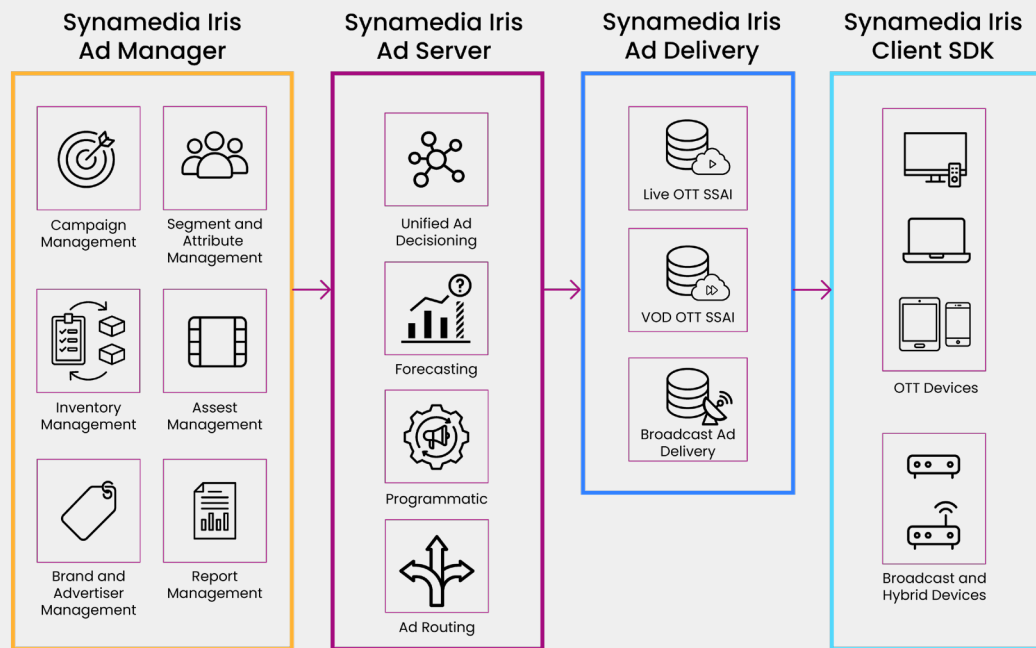 Synamedia Iris
Ad Manager
Campaign
Management
Segment and
Attribute
Management
Inventory
Management
Assest
Management
Brand and
Advertiser
Management
Report
Management
Synamedia Iris
Ad Server
Unified Ad
Decisioning
?
Forecasting
Programmatic
Ad Routing
Synamedia Iris
Ad Delivery
Live OTT SSAI
VOD OTT SSAI
Broadcast Ad
Delivery
Synamedia Iris
Client SDK
OTT Devices
Broadcast and
Hybrid Devices